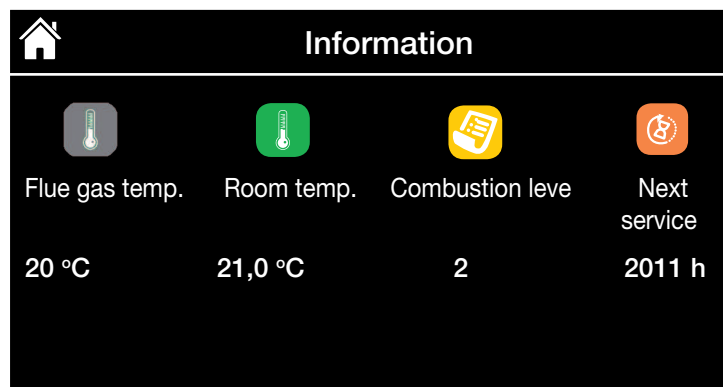 Information
Flue gas temp.
Room temp.
Combustion leve
Next
service
20 °C
21,0 °C
2
2011 h